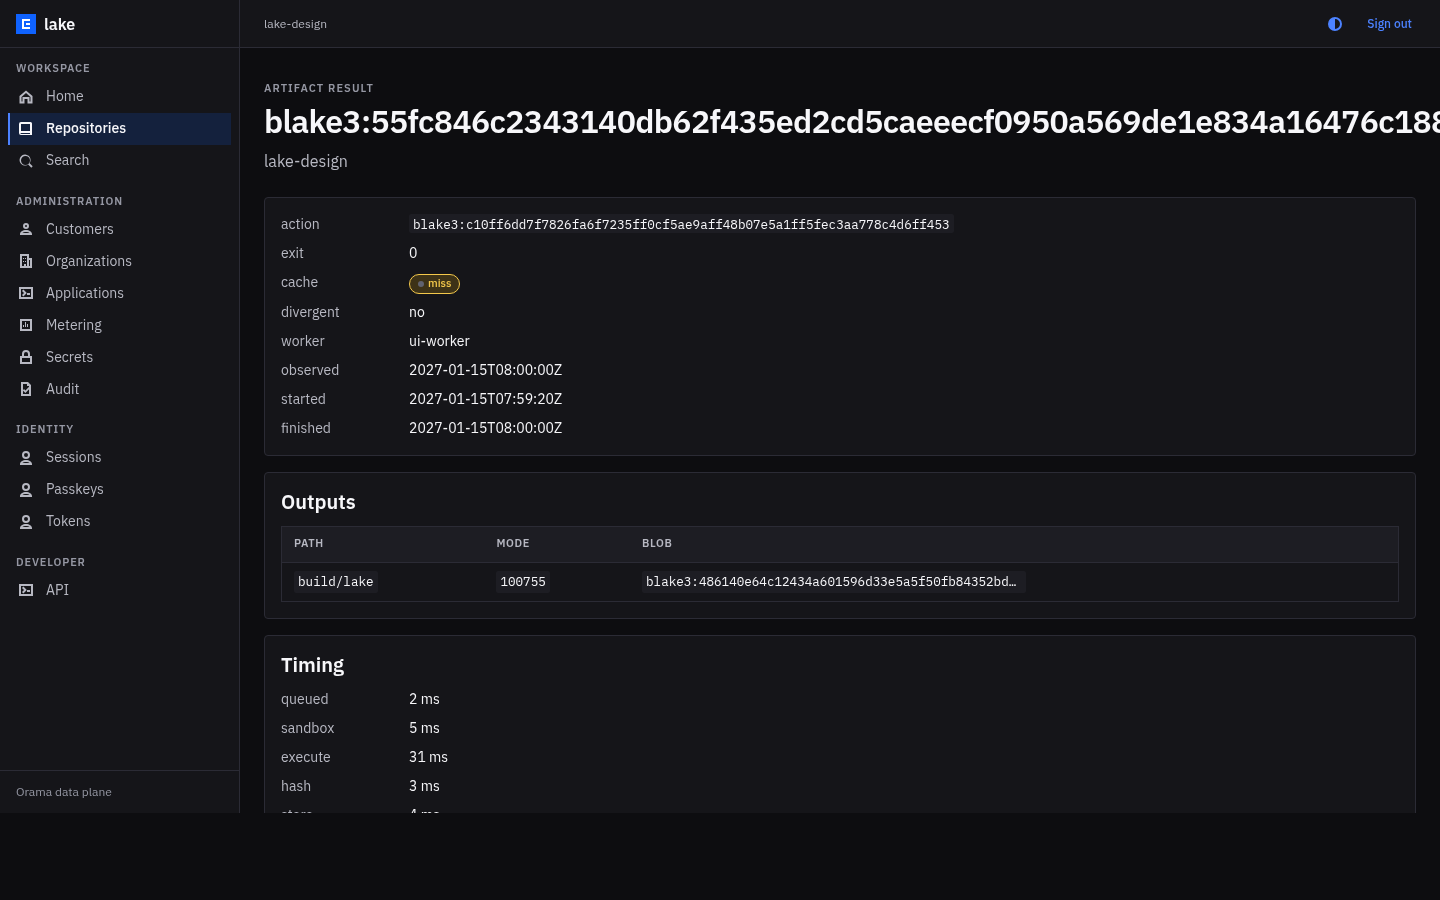 lake
lake-design
Sign out
WORKSPACE
Home
Repositories
Search
ADMINISTRATION
Customers
Organizations
Applications
Metering
Secrets
Audit
IDENTITY
Sessions
Passkeys
Tokens
DEVELOPER
API
Orama data plane
ARTIFACT RESULT
blake3:55fc846c2343140db62f435ed2cd5caeeecf0950a569de1e834a16476c188
lake-design
action blake3:c10ff6dd7f7826fa6f7235ff0cf5ae9aff48b07e5a1ff5fec3aa778c4d6ff453
exit 0
cache miss
divergent no
worker ui-worker
observed 2027-01-15T08:00:00Z
started 2027-01-15T07:59:20Z
finished 2027-01-15T08:00:00Z
Outputs
PATH MODE BLOB
build/lake 100755 blake3:486140e64c12434a601596d33e5a5f50fb84352bd…
Timing
queued 2 ms
sandbox 5 ms
execute 31 ms
hash 3 ms